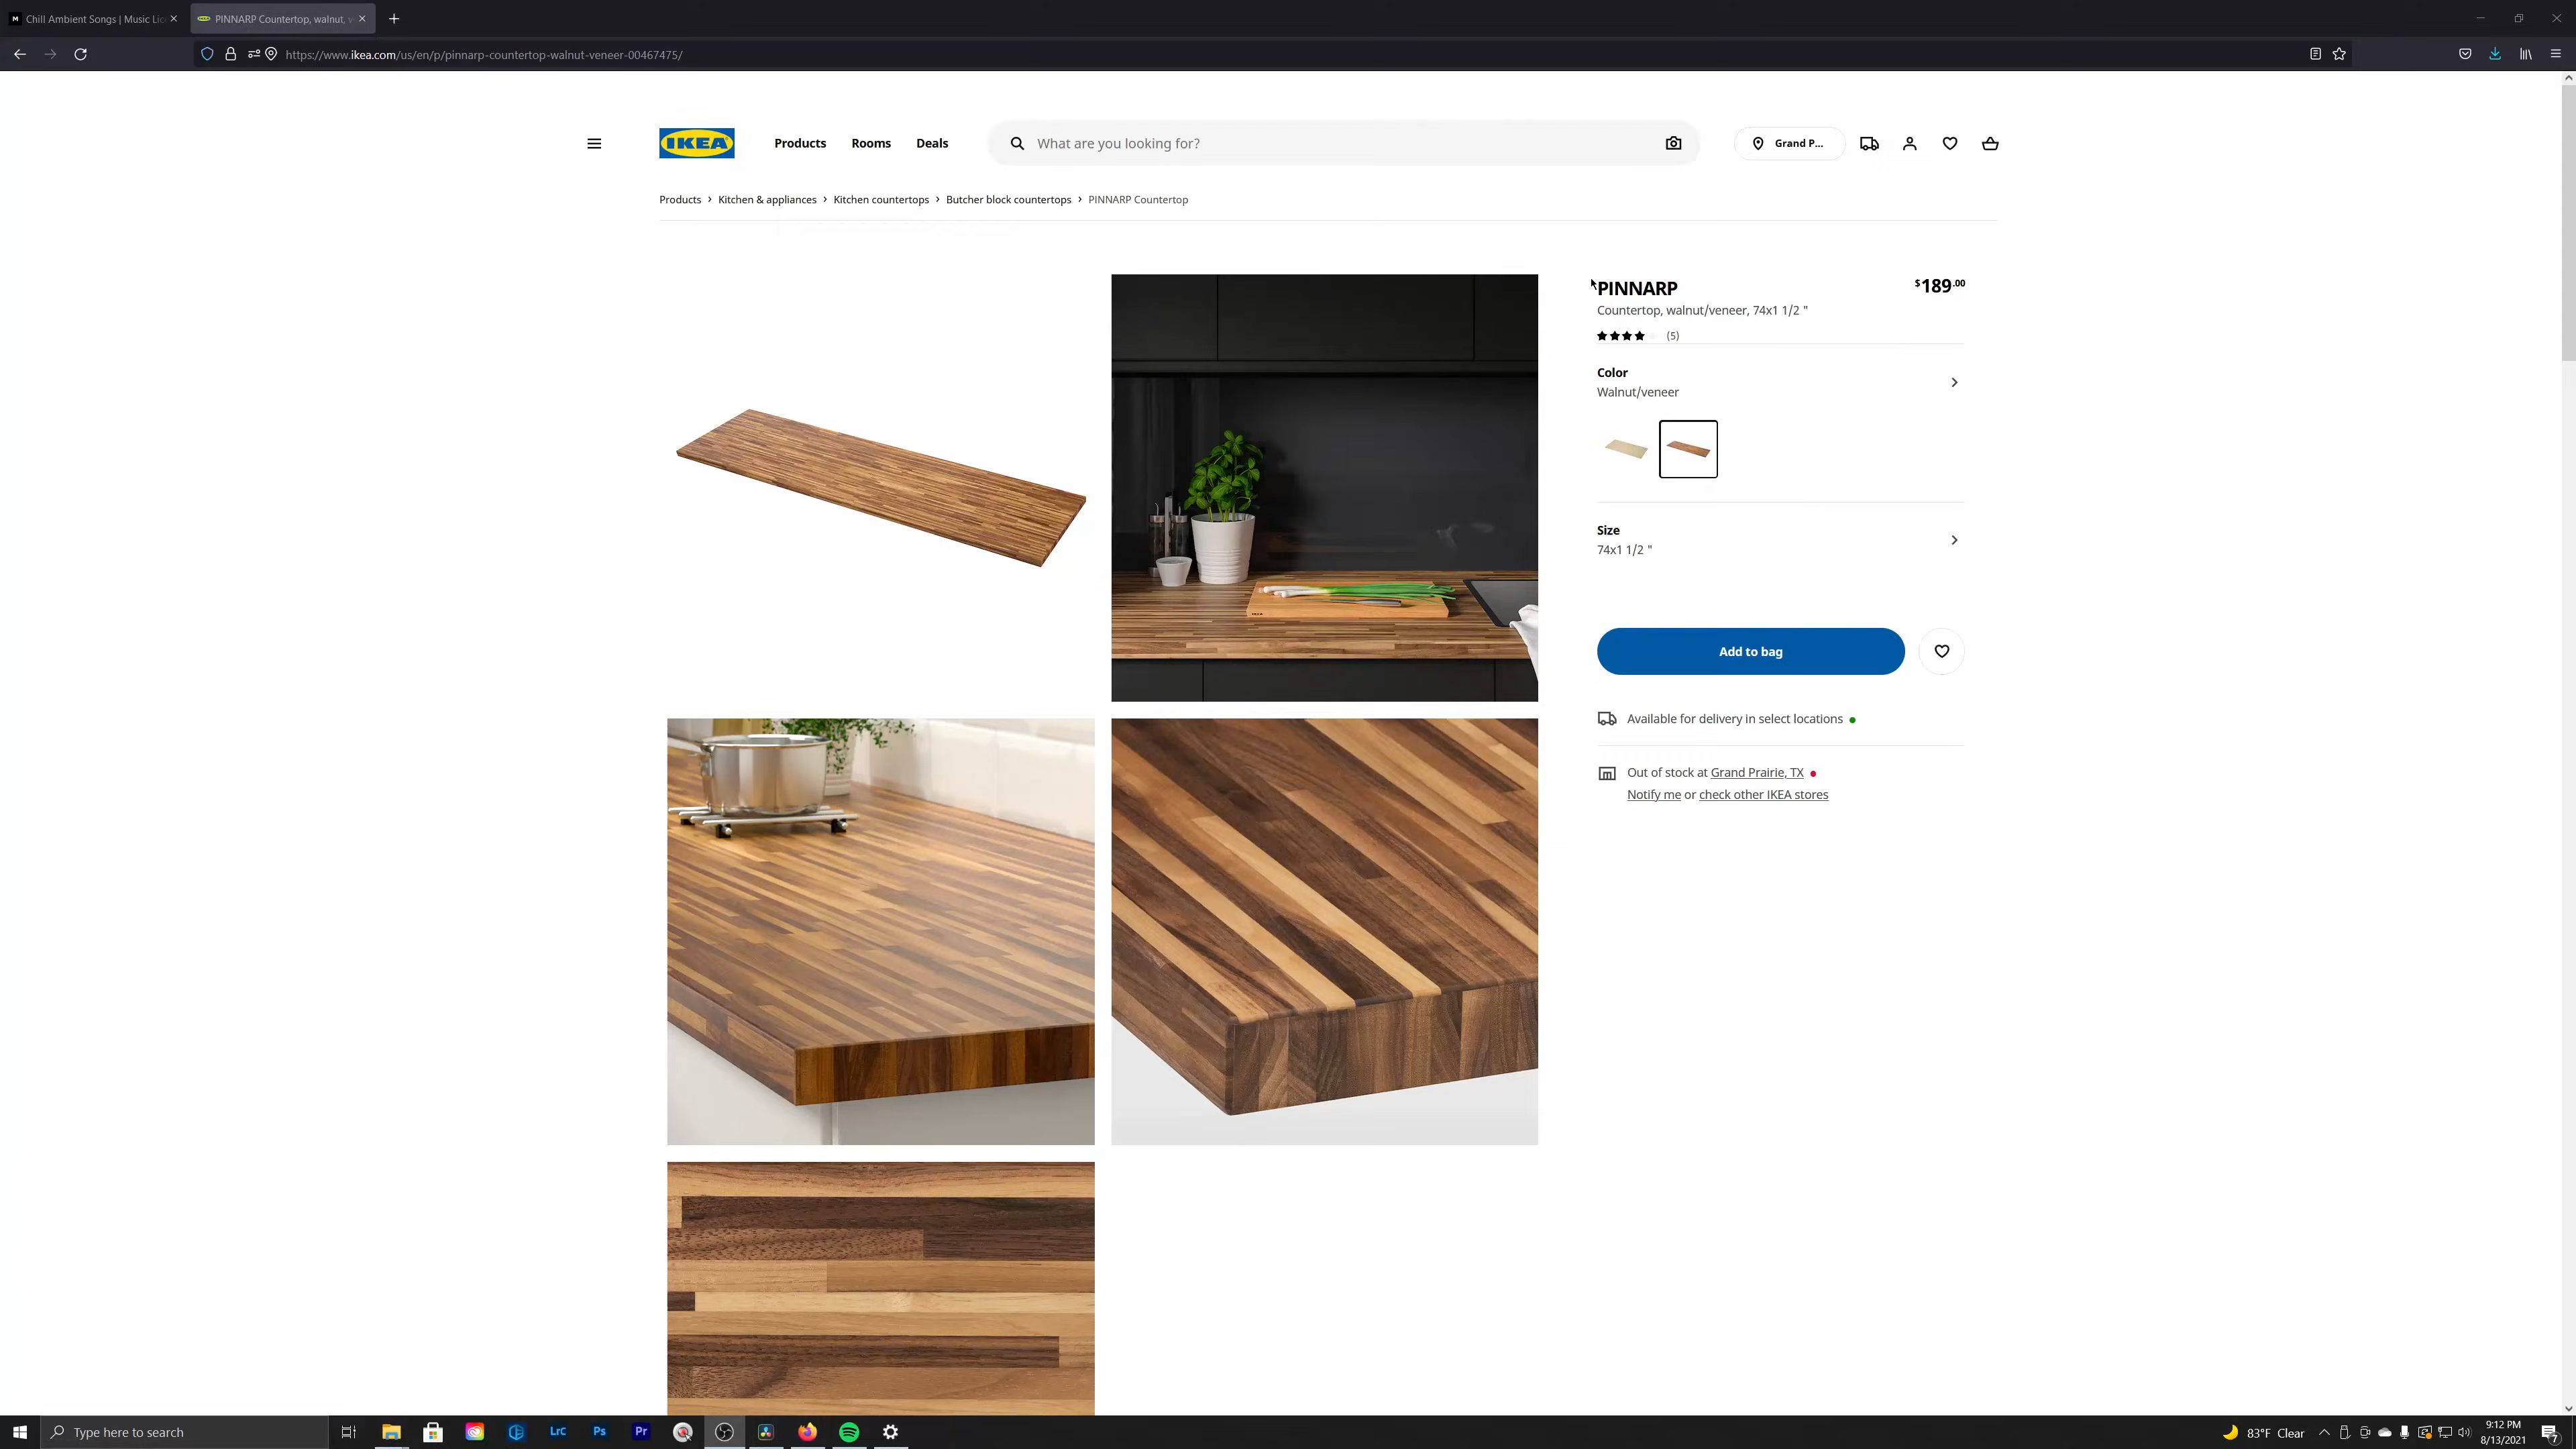 Chill Ambient Songs | Music Lic
PINNARP Countertop, walnut, v
https://www.ikea.com/us/en/p/pinnarp-countertop-walnut-veneer-00467475/
IKEA
Products
Rooms
Deals
What are you looking for?
Grand P...
Products > Kitchen & appliances > Kitchen countertops > Butcher block countertops > PINNARP Countertop
PINNARP
$189.00
Countertop, walnut/veneer, 74x1 1/2 "
(5)
Color
Walnut/veneer
Size
74x1 1/2 "
Add to bag
Available for delivery in select locations
Out of stock at Grand Prairie, TX
Notify me or check other IKEA stores
Type here to search
LrC
Ps
Pr
83°F Clear
9:12 PM
8/13/2021
7